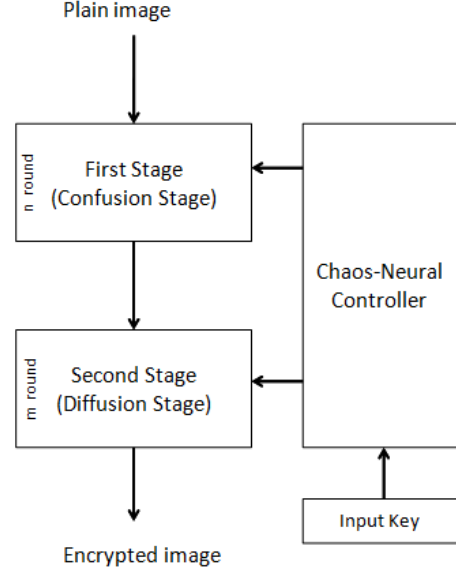 Plain image
n round
First Stage
(Confusion Stage)
Chaos-Neural
Controller
m round
Second Stage
(Diffusion Stage)
Input Key
Encrypted image